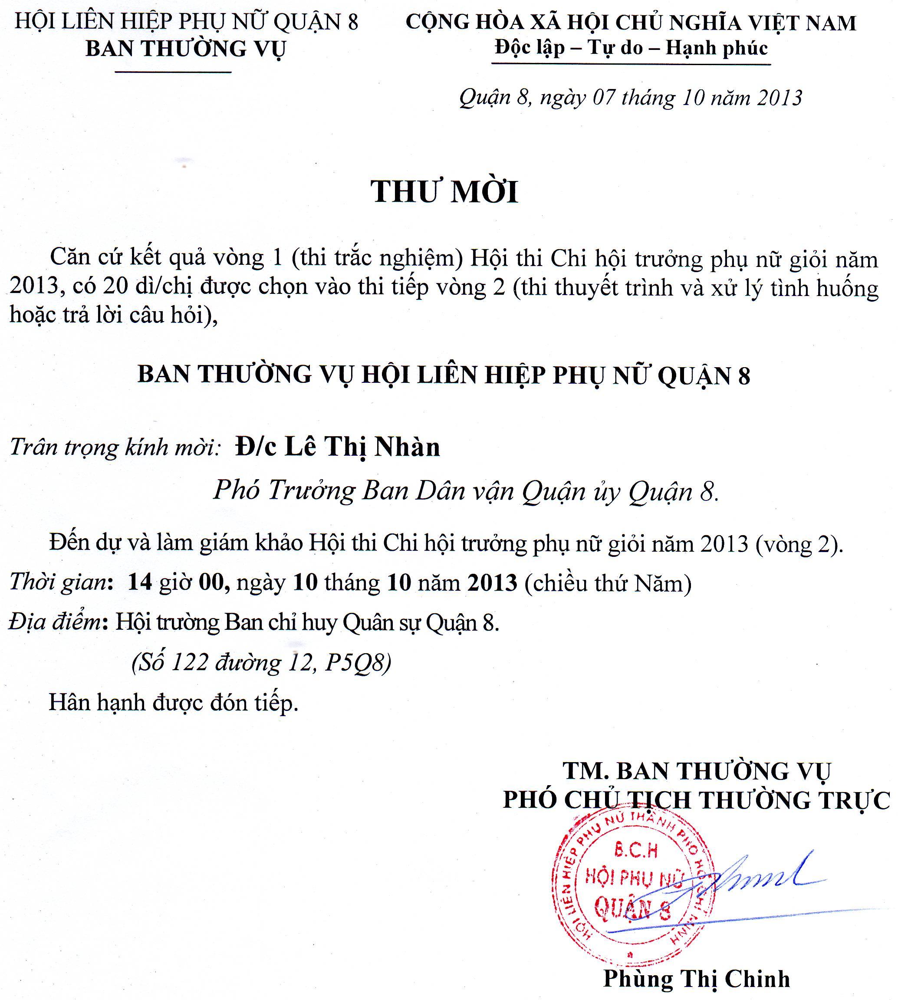 HỘI LIÊN HIỆP PHỤ NỮ QUẬN 8
BAN THƯỜNG VỤ
CỘNG HÒA XÃ HỘI CHỦ NGHĨA VIỆT NAM
Độc lập – Tự do – Hạnh phúc
Quận 8, ngày 07 tháng 10 năm 2013
THƯ MỜI
Căn cứ kết quả vòng 1 (thi trắc nghiệm) Hội thi Chi hội trưởng phụ nữ giỏi năm
2013, có 20 dì/chị được chọn vào thi tiếp vòng 2 (thi thuyết trình và xử lý tình huống
hoặc trả lời câu hỏi),
BAN THƯỜNG VỤ HỘI LIÊN HIỆP PHỤ NỮ QUẬN 8
Trân trọng kính mời: Đ/c Lê Thị Nhàn
Phó Trưởng Ban Dân vận Quận ủy Quận 8.
Đến dự và làm giám khảo Hội thi Chi hội trưởng phụ nữ giỏi năm 2013 (vòng 2).
Thời gian: 14 giờ 00, ngày 10 tháng 10 năm 2013 (chiều thứ Năm)
Địa điểm: Hội trường Ban chỉ huy Quân sự Quận 8.
(Số 122 đường 12, P5Q8)
Hân hạnh được đón tiếp.
TM. BAN THƯỜNG VỤ
PHÓ CHỦ TỊCH THƯỜNG TRỰC
HỘI LIÊN HIỆP PHỤ NỮ THÀNH PHỐ HỒ CHÍ MINH
B.C.H
HỘI PHỤ NỮ
QUẬN 8
Phùng Thị Chinh